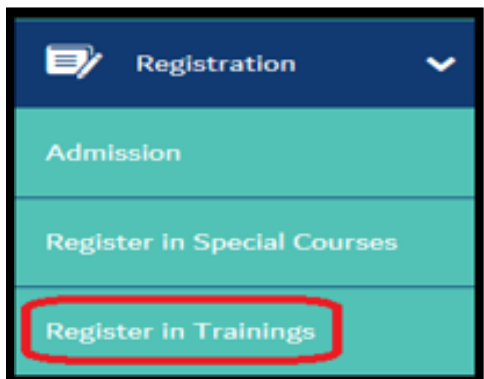 Registration
Admission
Register in Special Courses
Register in Trainings